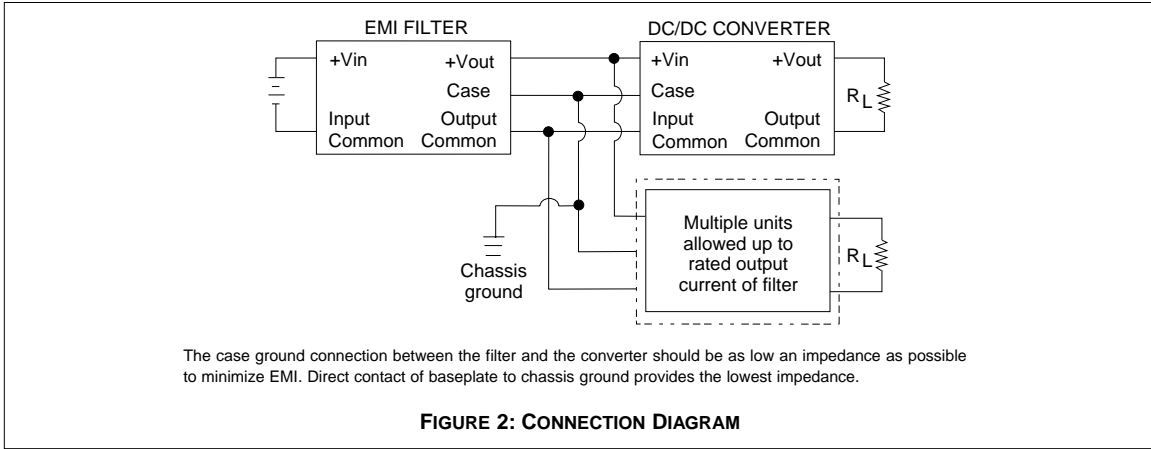 EMI FILTER
DC/DC CONVERTER
+Vin
+Vout
Case
Input
Common
Output
Common
+Vin
+Vout
Case
Input
Common
Output
Common
RL
Multiple units
allowed up to
rated output
current of filter
RL
Chassis
ground
The case ground connection between the filter and the converter should be as low an impedance as possible
to minimize EMI. Direct contact of baseplate to chassis ground provides the lowest impedance.
FIGURE 2: CONNECTION DIAGRAM